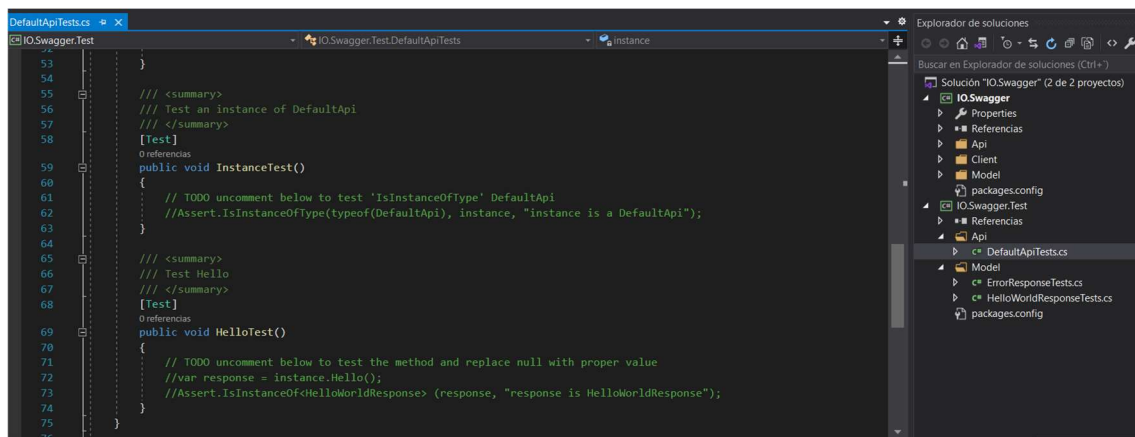 DefaultApiTests.cs
IO.Swagger.Test
IO.Swagger.Test.DefaultApiTests
instance
52
53 }
54
55 /// <summary>
56 /// Test an instance of DefaultApi
57 /// </summary>
58 [Test]
0 referencias
59 public void InstanceTest()
60 {
61 // TODO uncomment below to test 'IsInstanceOfType' DefaultApi
62 //Assert.IsInstanceOfType(typeof(DefaultApi), instance, "instance is a DefaultApi");
63 }
64
65 /// <summary>
66 /// Test Hello
67 /// </summary>
68 [Test]
0 referencias
69 public void HelloTest()
70 {
71 // TODO uncomment below to test the method and replace null with proper value
72 //var response = instance.Hello();
73 //Assert.IsInstanceOf<HelloWorldResponse> (response, "response is HelloWorldResponse");
74 }
75 }
76
Explorador de soluciones
Buscar en Explorador de soluciones (Ctrl+`)
Solución "IO.Swagger" (2 de 2 proyectos)
C# IO.Swagger
Properties
Referencias
Api
Client
Model
packages.config
C# IO.Swagger.Test
Referencias
Api
C# DefaultApiTests.cs
Model
C# ErrorResponseTests.cs
C# HelloWorldResponseTests.cs
packages.config